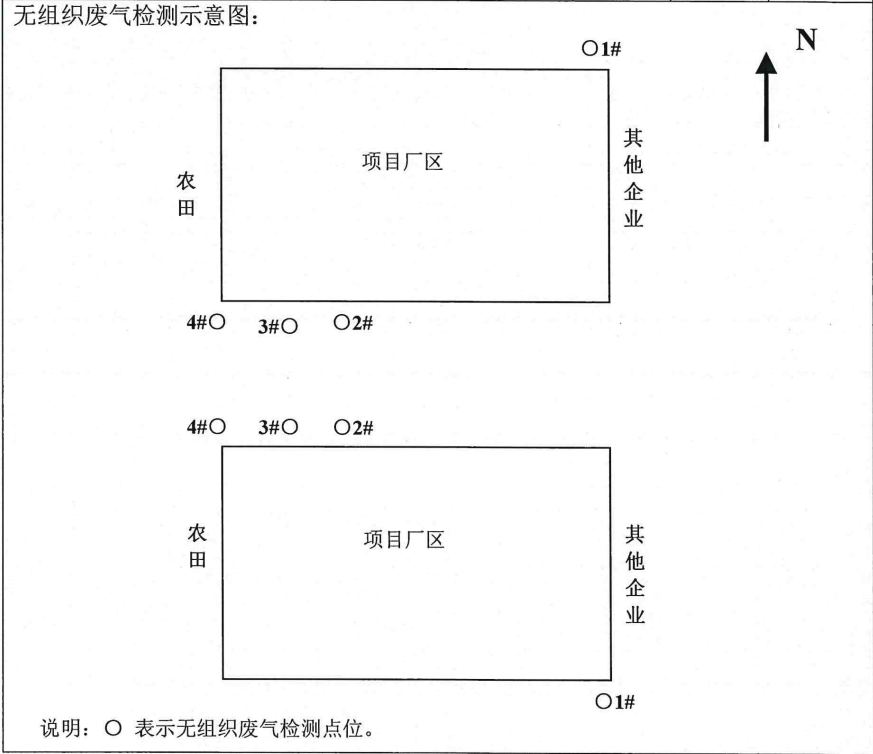 无组织废气检测示意图：
○1#
N
项目厂区
农田
其他企业
4#○ 3#○ ○2#
4#○ 3#○ ○2#
项目厂区
农田
其他企业
○1#
说明：○ 表示无组织废气检测点位。